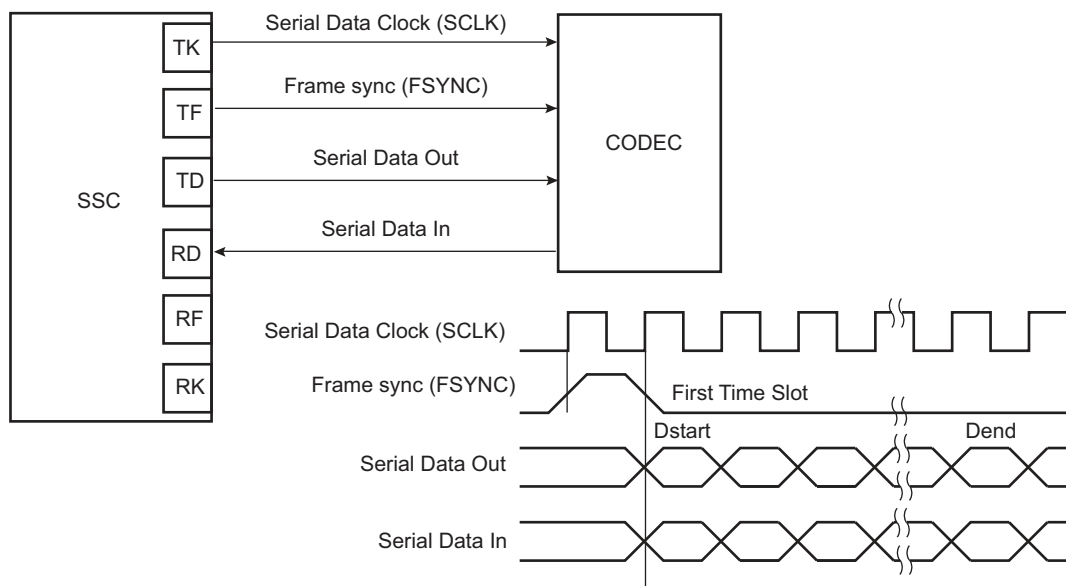 Serial Data Clock (SCLK)
TK
Frame sync (FSYNC)
TF
CODEC
Serial Data Out
TD
SSC
Serial Data In
RD
RF
Serial Data Clock (SCLK)
RK
Frame sync (FSYNC)
First Time Slot
Dstart
Dend
Serial Data Out
Serial Data In